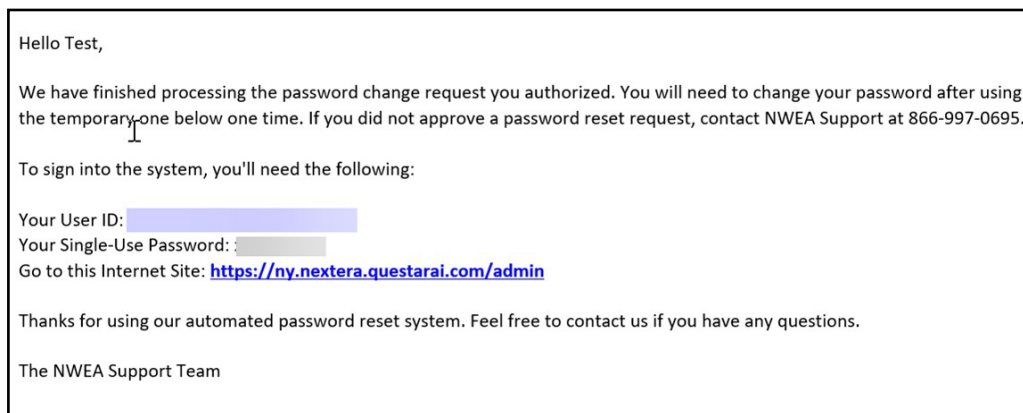 Hello Test,
We have finished processing the password change request you authorized. You will need to change your password after using
the temporary one below one time. If you did not approve a password reset request, contact NWEA Support at 866-997-0695.
To sign into the system, you'll need the following:
Your User ID:
Your Single-Use Password: :
Go to this Internet Site: https://ny.nextera.questarai.com/admin
Thanks for using our automated password reset system. Feel free to contact us if you have any questions.
The NWEA Support Team